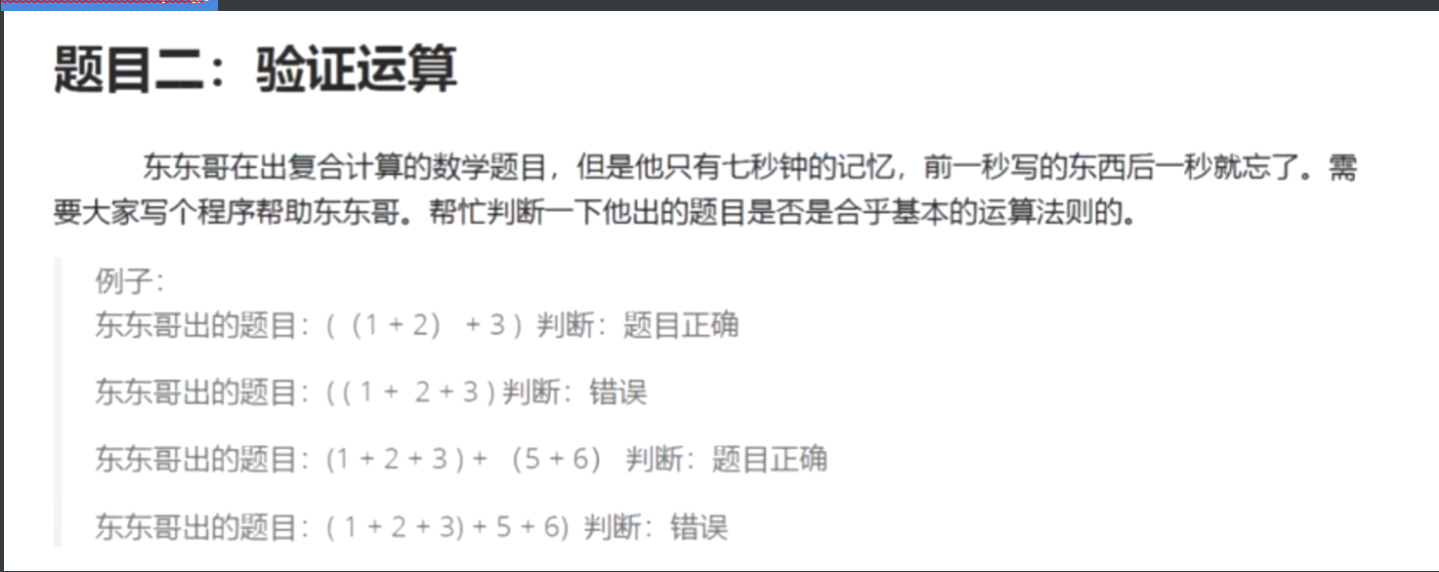 题目二：验证运算
东东哥在出复合计算的数学题目，但是他只有七秒钟的记忆，前一秒写的东西后一秒就忘了。需
要大家写个程序帮助东东哥。帮忙判断一下他出的题目是否是合乎基本的运算法则的。
例子：
东东哥出的题目：( （1 + 2） + 3 ) 判断：题目正确
东东哥出的题目：( ( 1 + 2 + 3 ) 判断：错误
东东哥出的题目：(1 + 2 + 3 ) + （5 + 6） 判断：题目正确
东东哥出的题目：( 1 + 2 + 3) + 5 + 6) 判断：错误